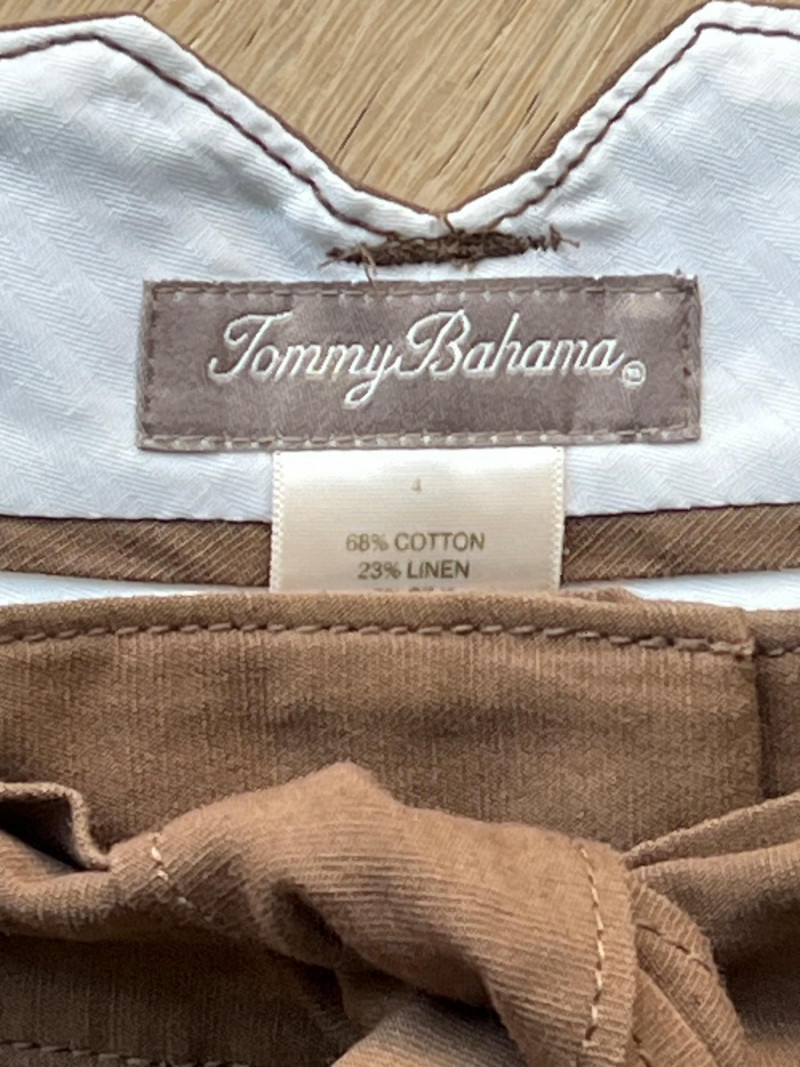 Tommy Bahama®
4
68% COTTON
23% LINEN